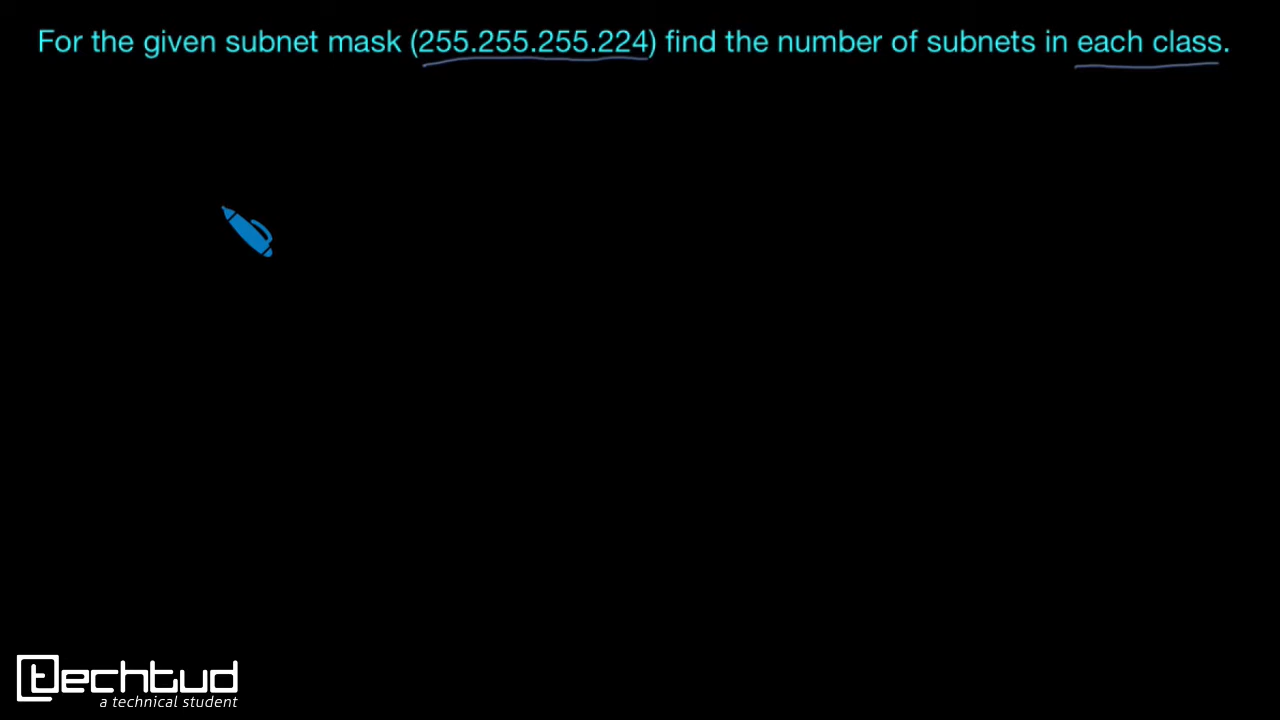 For the given subnet mask (255.255.255.224) find the number of subnets in each class.
techtud
a technical student